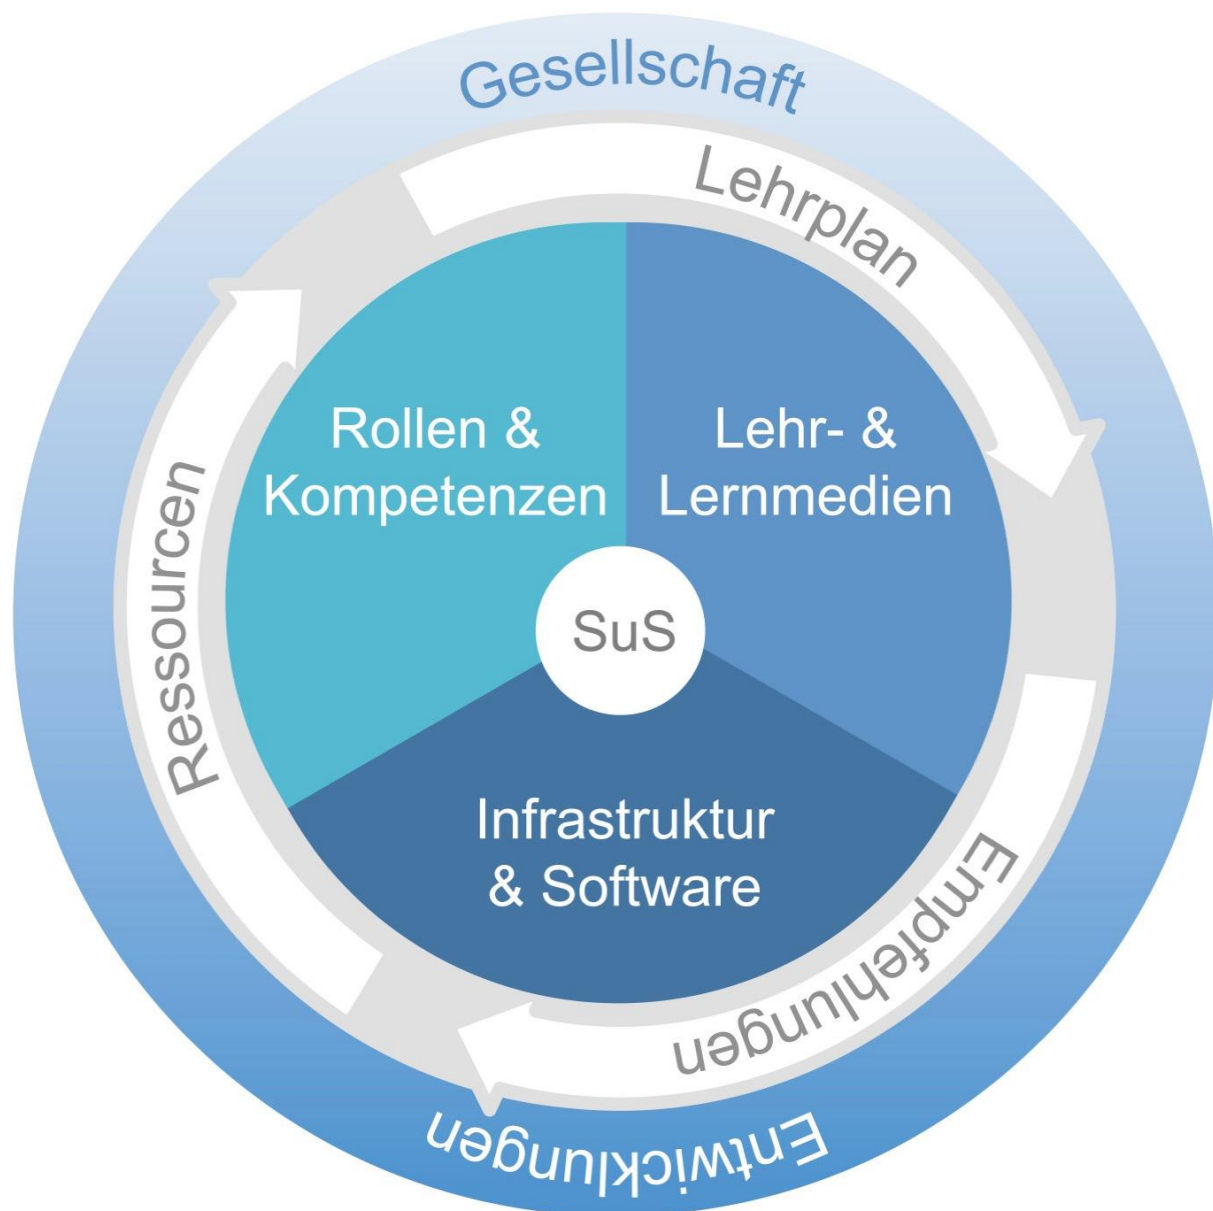 Gesellschaft
Lehrplan
Rollen &
Kompetenzen
Lehr- &
Lernmedien
Ressourcen
SuS
Infrastruktur
& Software
Empfehlungen
Entwicklungen